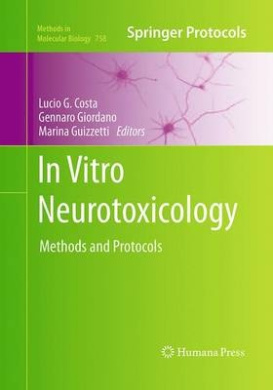 Methods in
Molecular Biology 758
Springer Protocols
Lucio G. Costa
Gennaro Giordano
Marina Guizzetti Editors
In Vitro
Neurotoxicology
Methods and Protocols
Humana Press